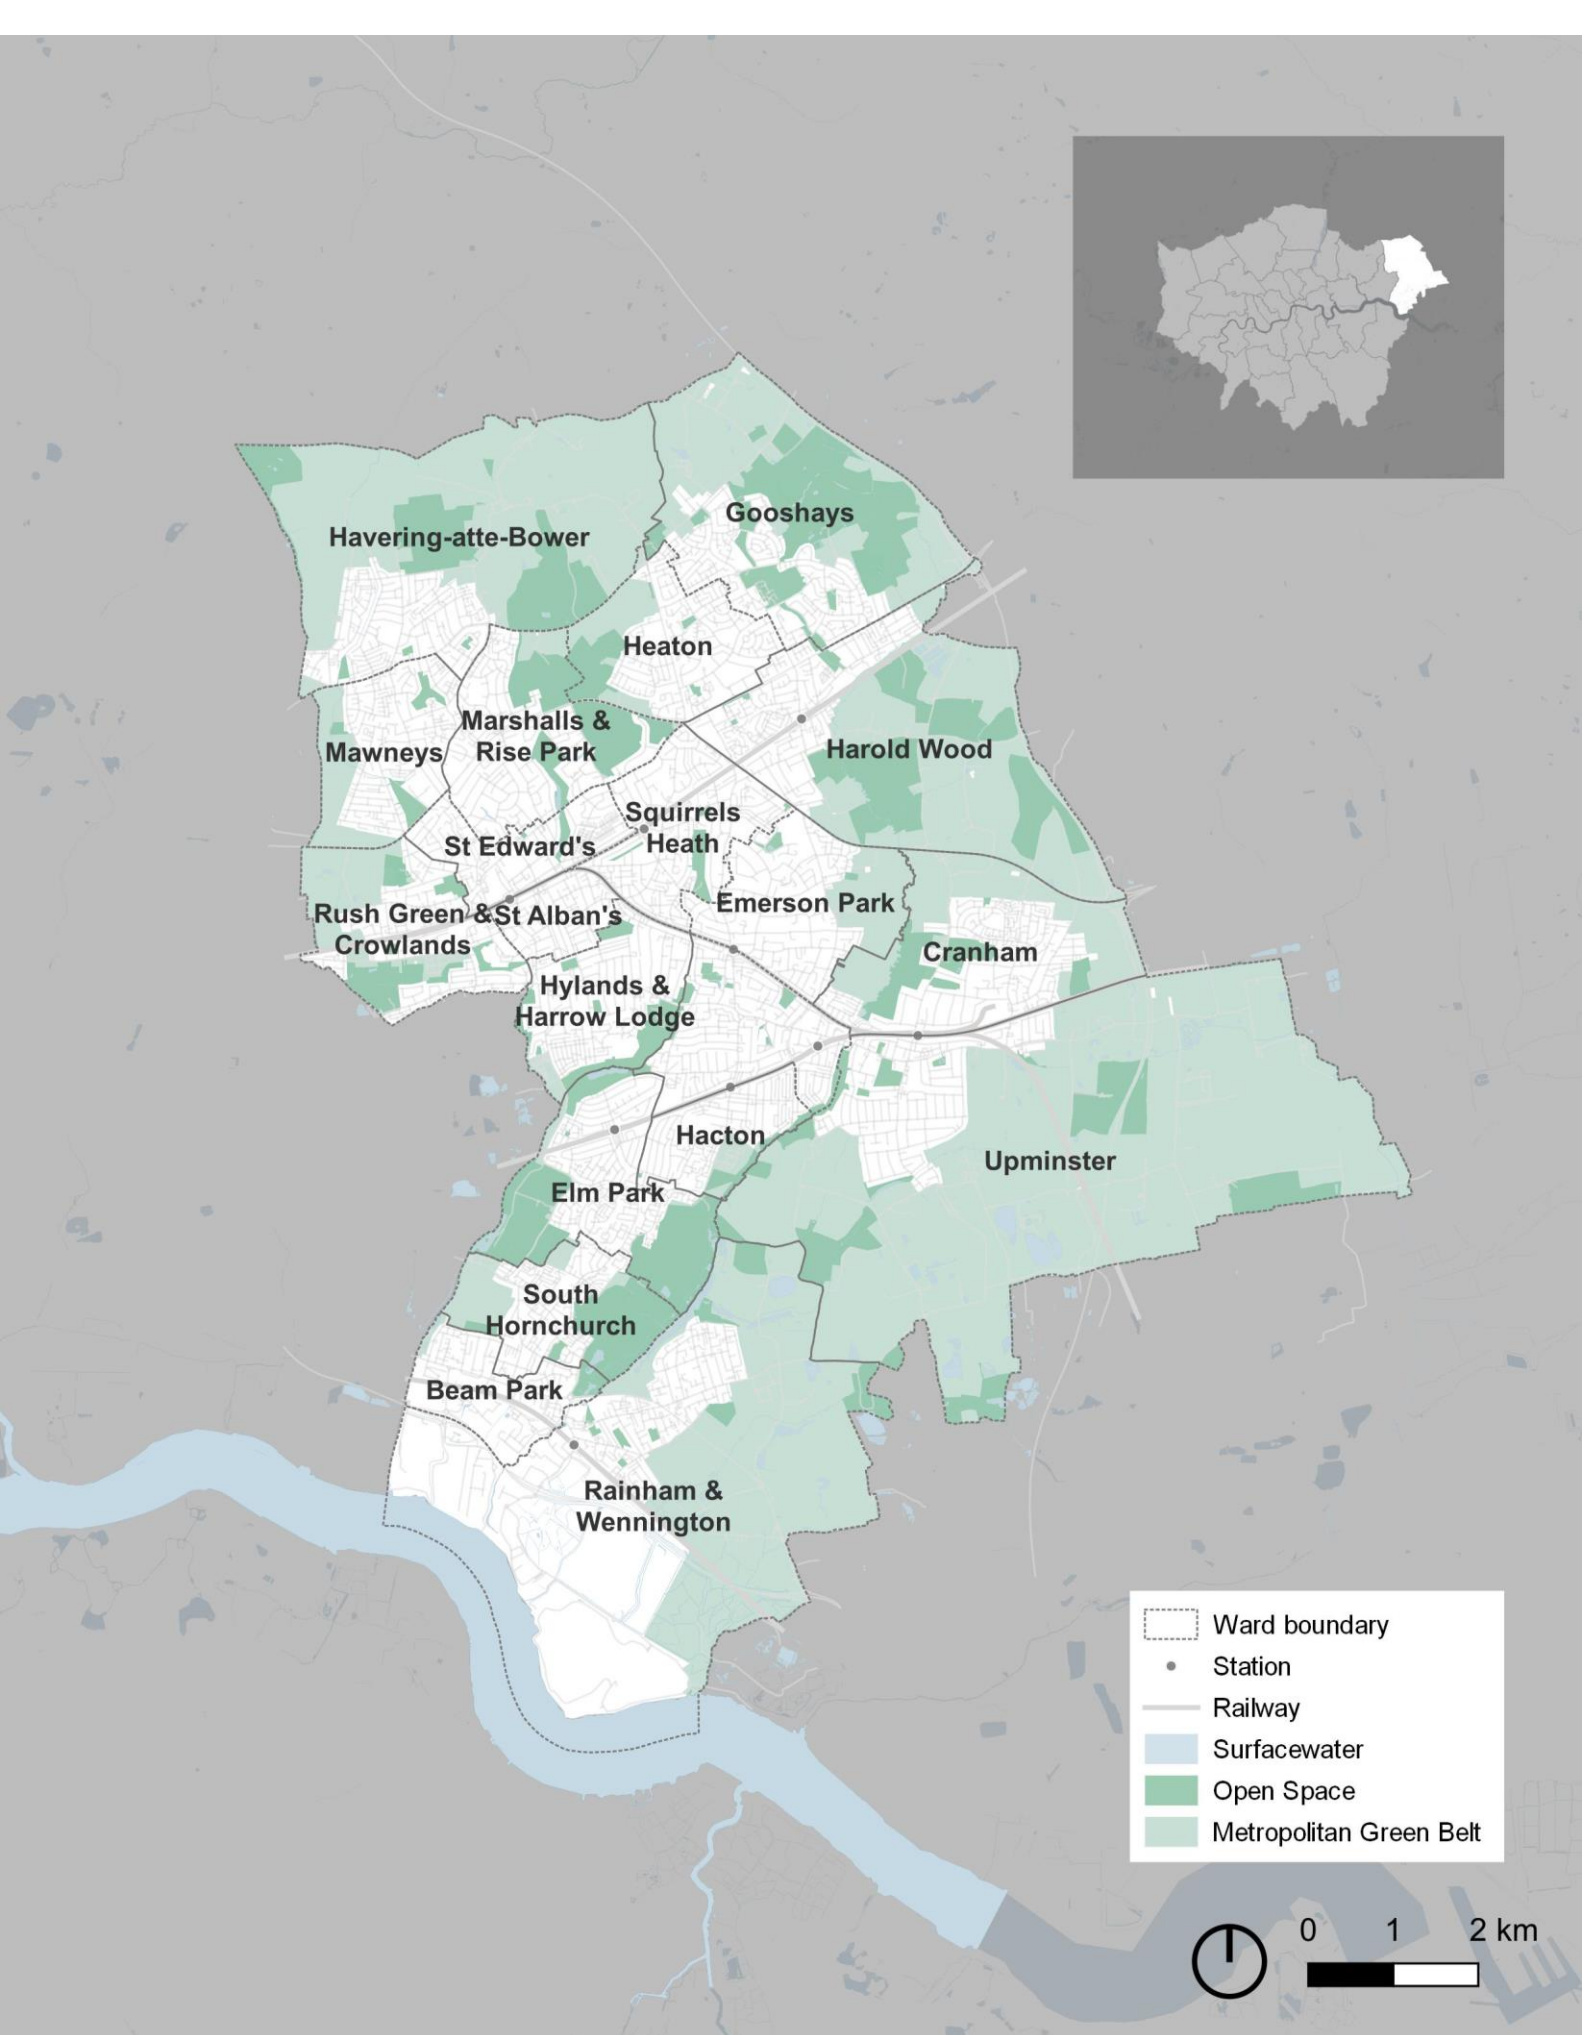 Gooshays
Havering-atte-Bower
Heaton
Marshalls &
Rise Park
Mawneys
Harold Wood
Squirrels
Heath
St Edward's
Emerson Park
Rush Green &
Crowlands
St Alban's
Cranham
Hylands &
Harrow Lodge
Hacton
Upminster
Elm Park
South
Hornchurch
Beam Park
Rainham &
Wennington
Ward boundary
Station
Railway
Surfacewater
Open Space
Metropolitan Green Belt
0 1 2 km